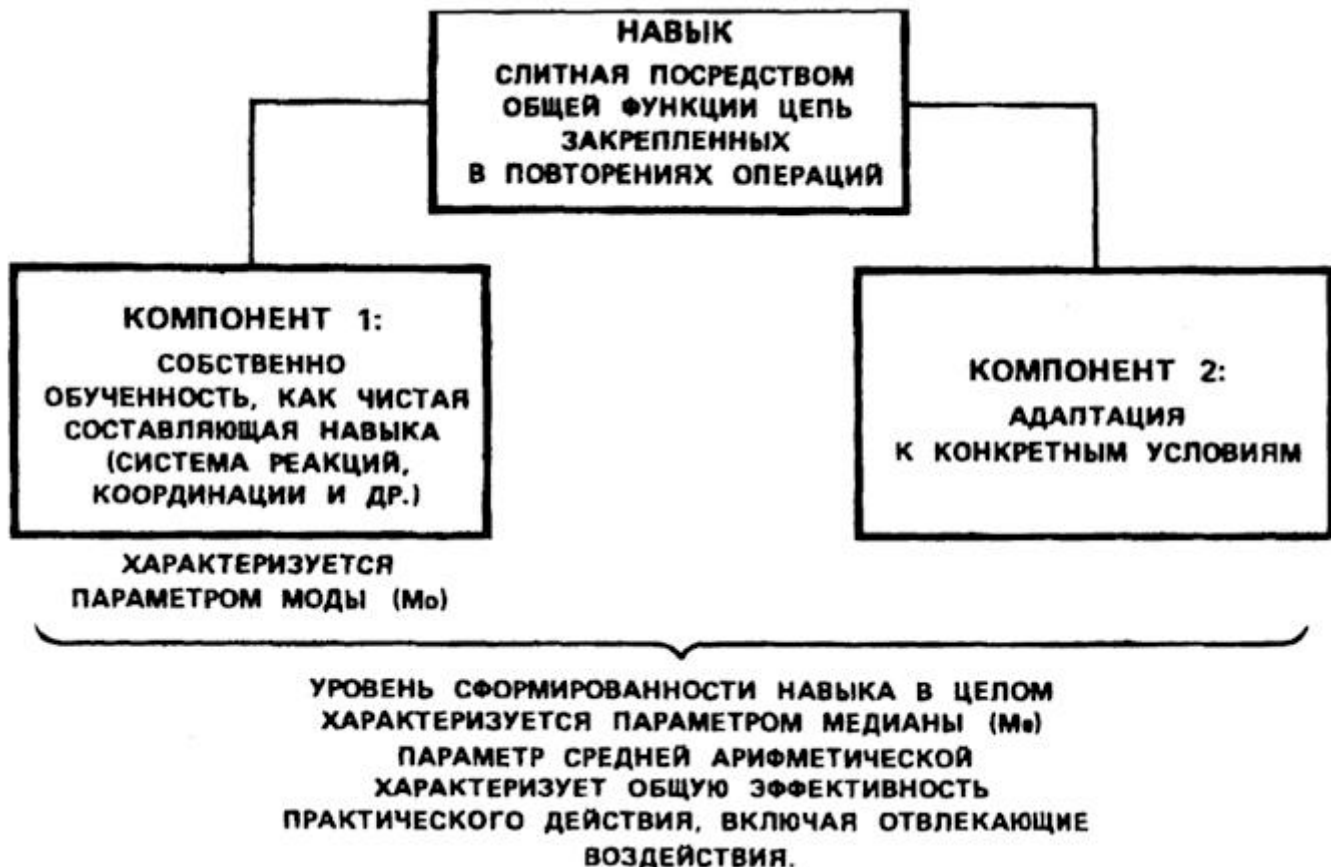 НАВЫК
СЛИТНАЯ ПОСРЕДСТВОМ
ОБЩЕЙ ФУНКЦИИ ЦЕПЬ
ЗАКРЕПЛЕННЫХ
В ПОВТОРЕНИЯХ ОПЕРАЦИЙ
КОМПОНЕНТ 1:
СОБСТВЕННО
ОБУЧЕННОСТЬ, КАК ЧИСТАЯ
СОСТАВЛЯЮЩАЯ НАВЫКА
(СИСТЕМА РЕАКЦИЙ,
КООРДИНАЦИИ И ДР.)
ХАРАКТЕРИЗУЕТСЯ
ПАРАМЕТРОМ МОДЫ (Мо)
КОМПОНЕНТ 2:
АДАПТАЦИЯ
К КОНКРЕТНЫМ УСЛОВИЯМ
УРОВЕНЬ СФОРМИРОВАННОСТИ НАВЫКА В ЦЕЛОМ
ХАРАКТЕРИЗУЕТСЯ ПАРАМЕТРОМ МЕДИАНЫ (Ме)
ПАРАМЕТР СРЕДНЕЙ АРИФМЕТИЧЕСКОЙ
ХАРАКТЕРИЗУЕТ ОБЩУЮ ЭФФЕКТИВНОСТЬ
ПРАКТИЧЕСКОГО ДЕЙСТВИЯ, ВКЛЮЧАЯ ОТВЛЕКАЮЩИЕ
ВОЗДЕЙСТВИЯ.